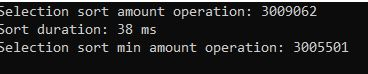 Selection sort amount operation: 3009062
Sort duration: 38 ms
Selection sort min amount operation: 3005501